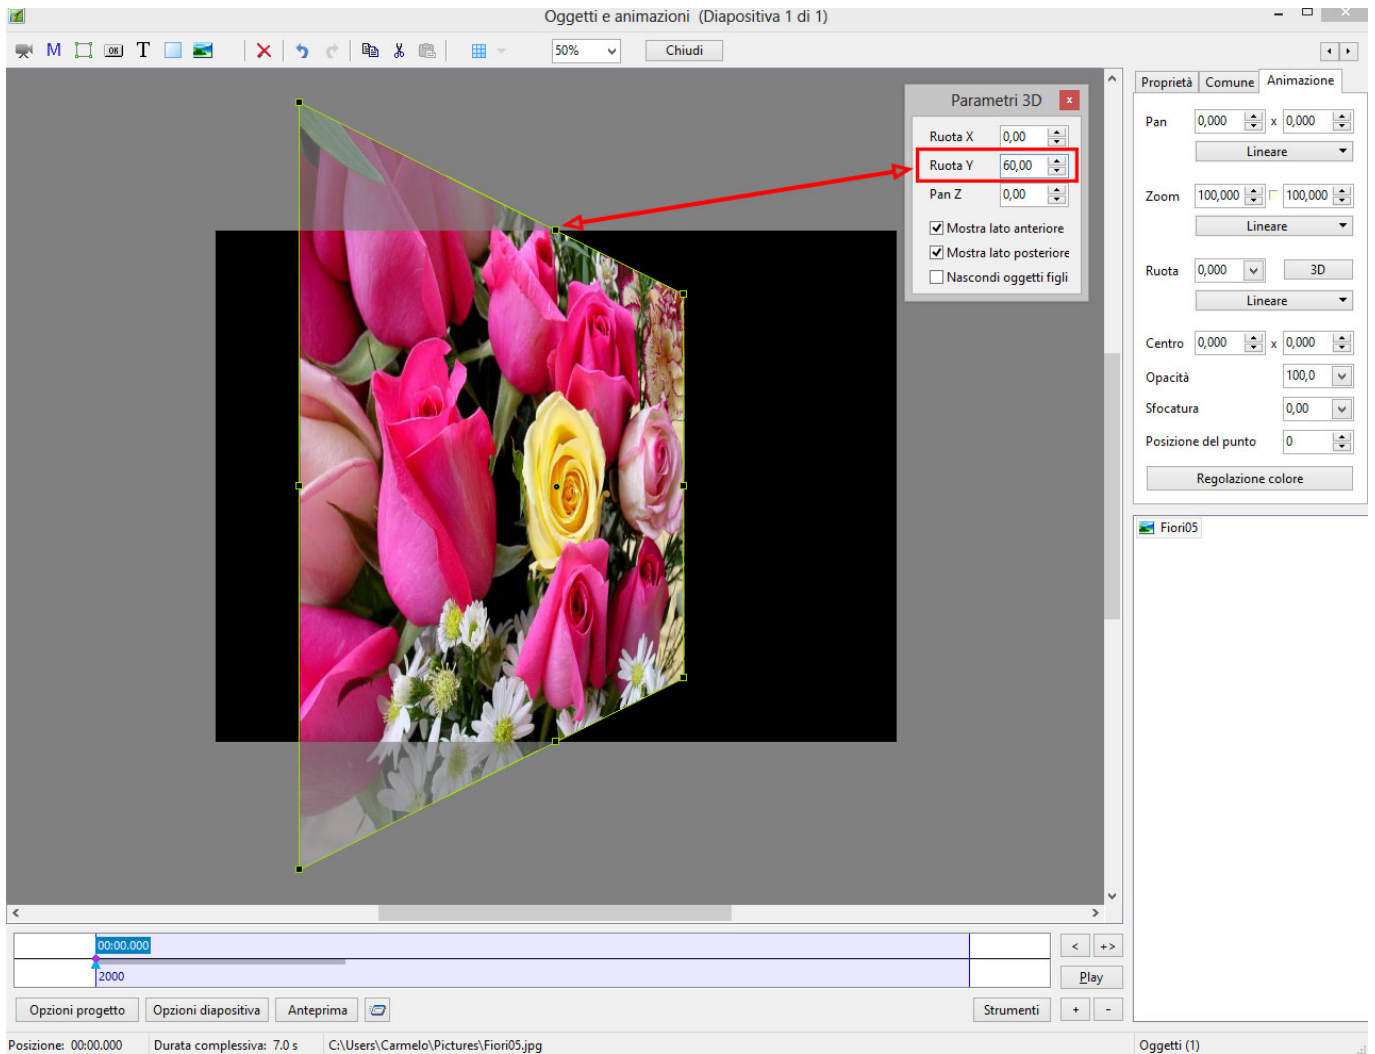 Oggetti e animazioni (Diapositiva 1 di 1)
M OK T 50% Chiudi
Parametri 3D x
Ruota X 0,00
Ruota Y 60,00
Pan Z 0,00
Mostra lato anteriore
Mostra lato posteriore
Nascondi oggetti figli
Proprietà Comune Animazione
Pan 0,000 x 0,000
Lineare
Zoom 100,000 100,000
Lineare
Ruota 0,000 3D
Lineare
Centro 0,000 x 0,000
Opacità 100,0
Sfocatura 0,00
Posizione del punto 0
Regolazione colore
Fiori05
00:00.000
2000
< +>
Play
Opzioni progetto Opzioni diapositiva Anteprima Strumenti + -
Posizione: 00:00.000 Durata complessiva: 7.0 s C:\Users\Carmelo\Pictures\Fiori05.jpg Oggetti (1)